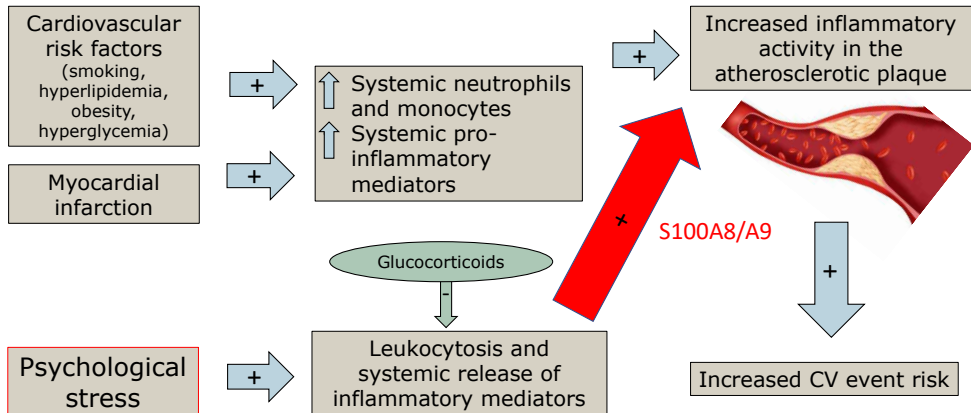 Cardiovascular
risk factors
(smoking,
hyperlipidemia,
obesity,
hyperglycemia)
+
Systemic neutrophils
and monocytes
Systemic pro-
inflammatory
mediators
+
Increased inflammatory
activity in the
atherosclerotic plaque
Myocardial
infarction
+
+
S100A8/A9
Glucocorticoids
-
+
Psychological
stress
+
Leukocytosis and
systemic release of
inflammatory mediators
Increased CV event risk